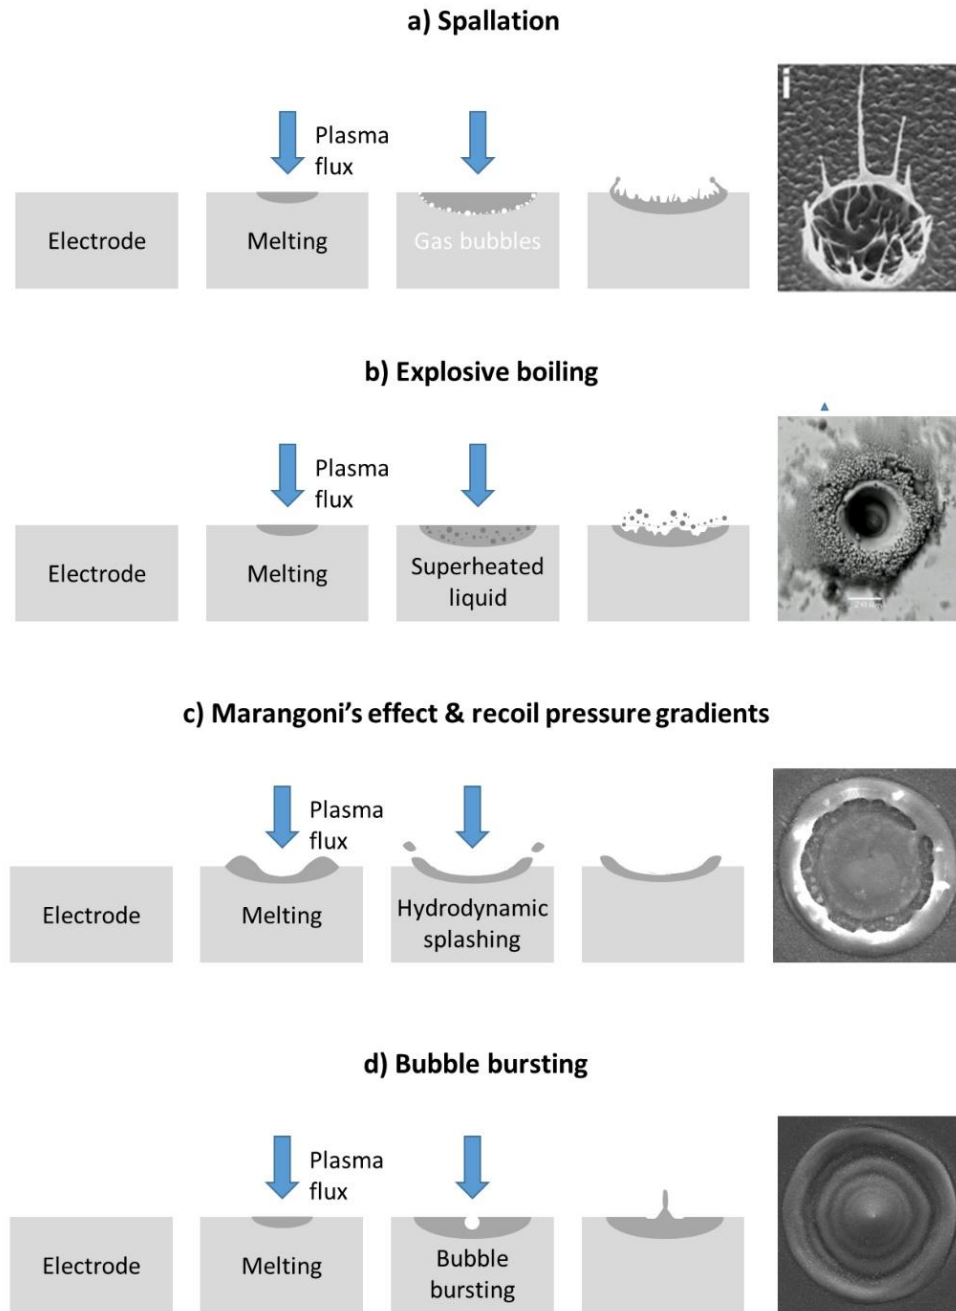 a) Spallation
i
Plasma
flux
Electrode
Melting
Gas bubbles
b) Explosive boiling
Plasma
flux
Electrode
Melting
Superheated
liquid
c) Marangoni’s effect & recoil pressure gradients
Plasma
flux
Electrode
Melting
Hydrodynamic
splashing
d) Bubble bursting
Plasma
flux
Electrode
Melting
Bubble
bursting